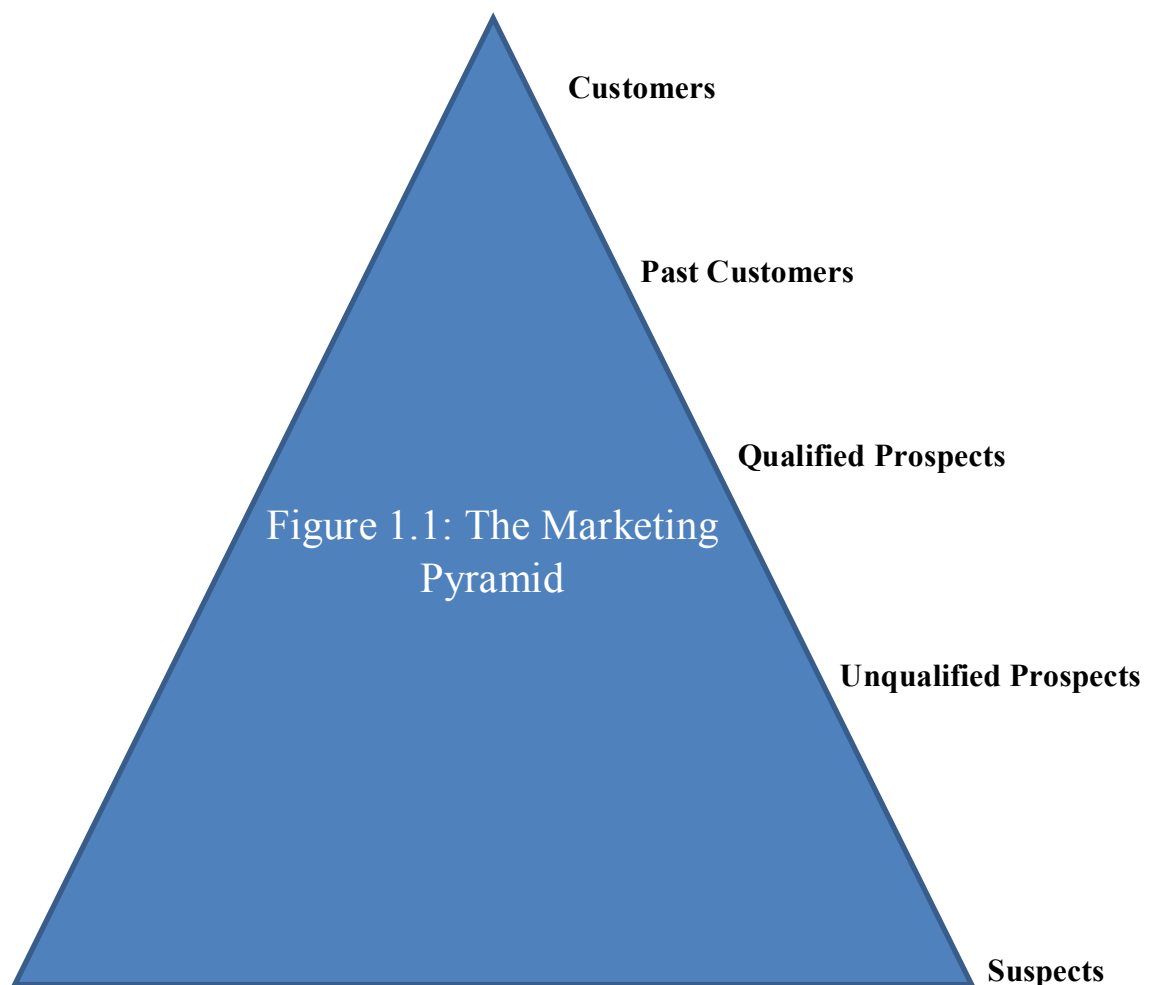 Customers
Past Customers
Qualified Prospects
Figure 1.1: The Marketing
Pyramid
Unqualified Prospects
Suspects